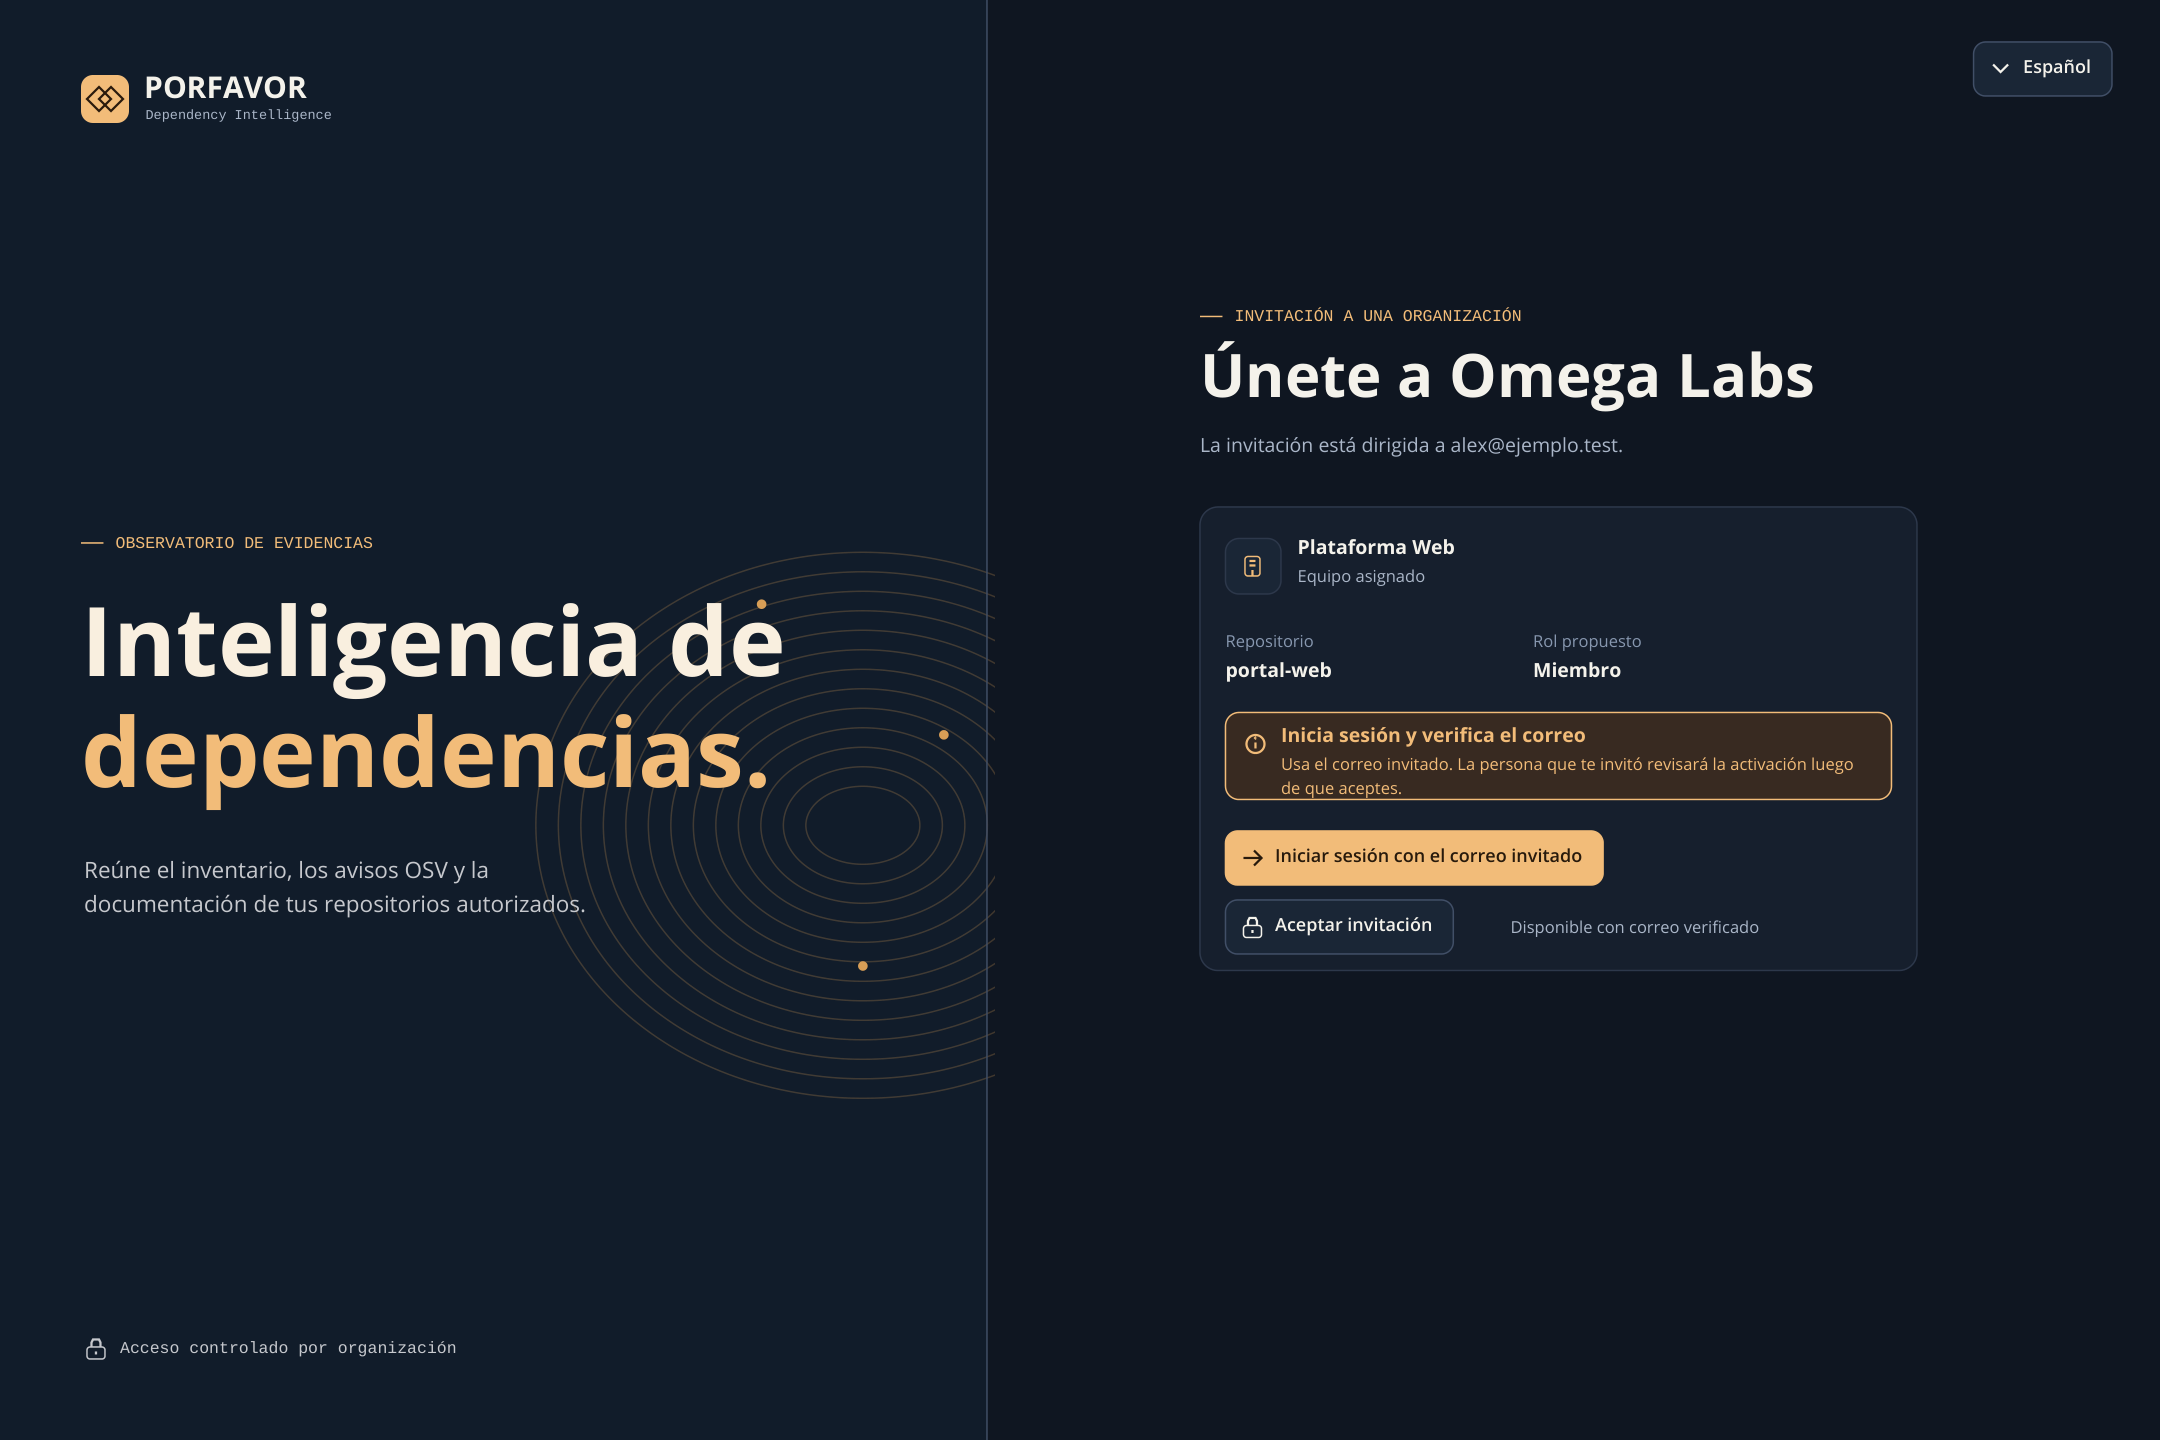 PORFAVOR
Dependency Intelligence
OBSERVATORIO DE EVIDENCIAS
Inteligencia de
dependencias.
Reúne el inventario, los avisos OSV y la
documentación de tus repositorios autorizados.
Acceso controlado por organización
Español
INVITACIÓN A UNA ORGANIZACIÓN
Únete a Omega Labs
La invitación está dirigida a alex@ejemplo.test.
Plataforma Web
Equipo asignado
Repositorio
portal-web
Rol propuesto
Miembro
Inicia sesión y verifica el correo
Usa el correo invitado. La persona que te invitó revisará la activación luego
de que aceptes.
Iniciar sesión con el correo invitado
Aceptar invitación
Disponible con correo verificado